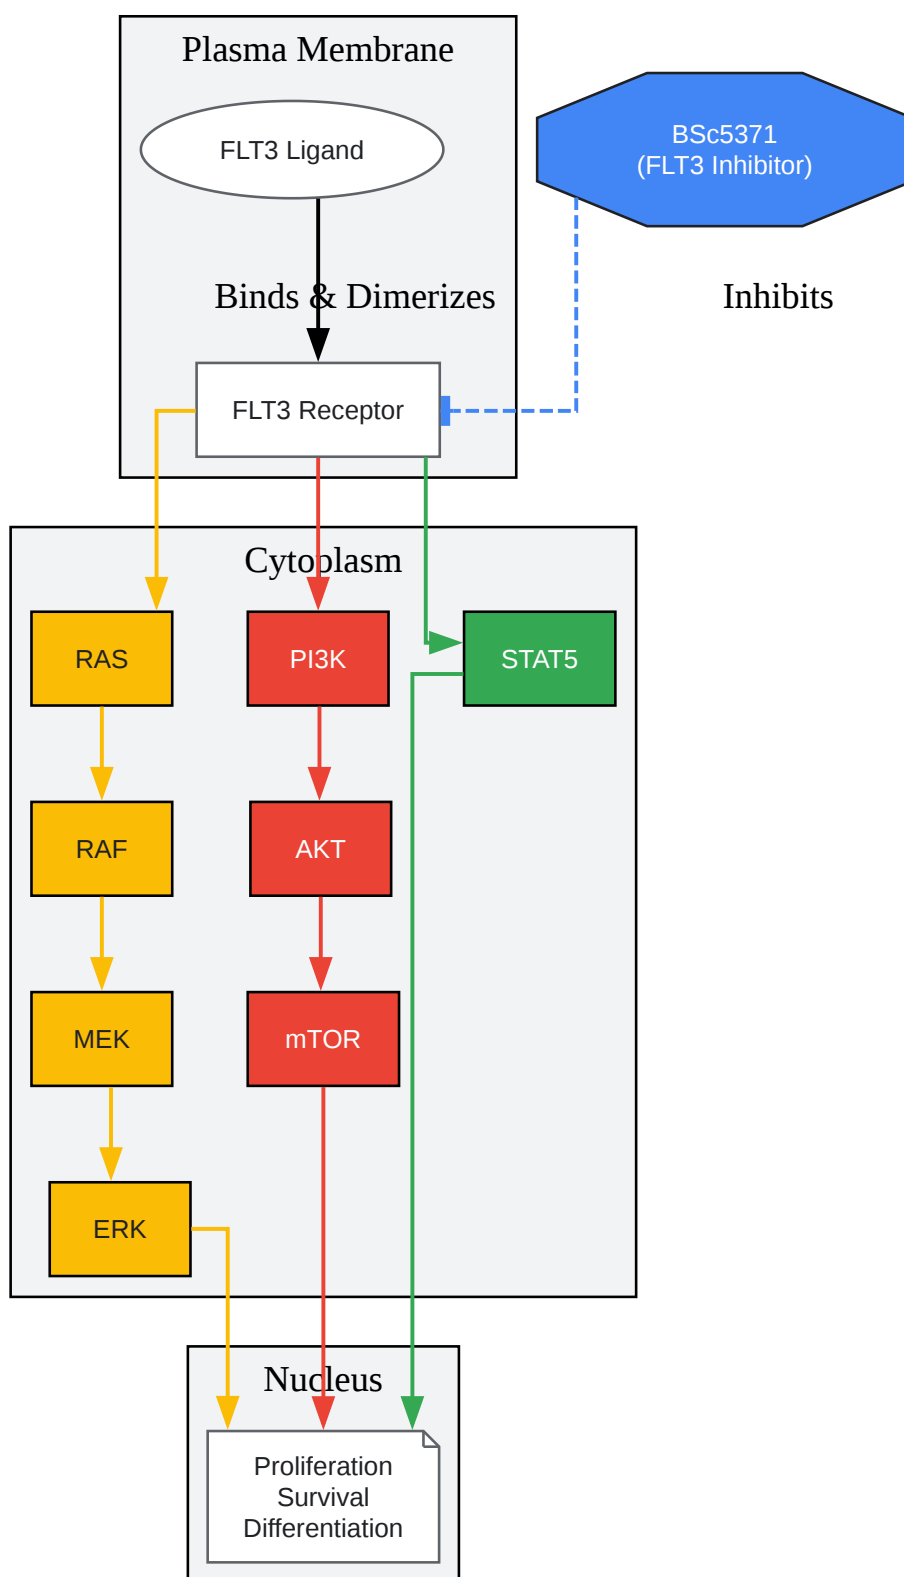 Plasma Membrane
FLT3 Ligand
BSc5371
(FLT3 Inhibitor)
Binds & Dimerizes
Inhibits
FLT3 Receptor
Cytoplasm
RAS
PI3K
STAT5
RAF
AKT
MEK
mTOR
ERK
Nucleus
Proliferation
Survival
Differentiation